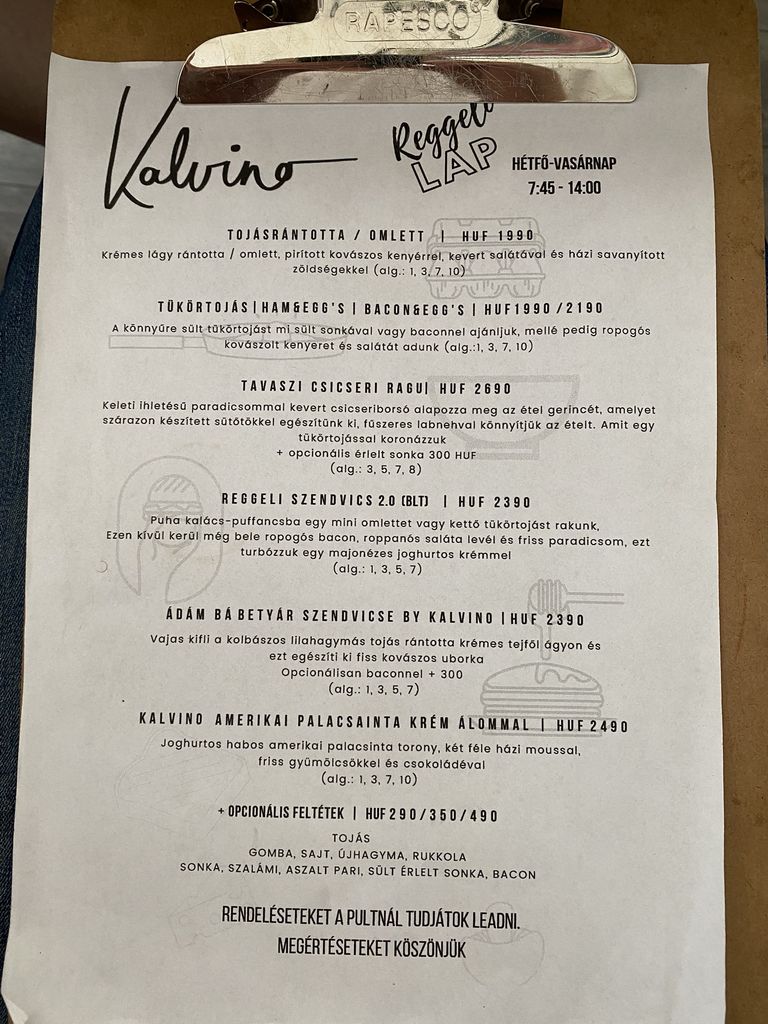 RAPESCO
Kalvino
Reggeli
LAP
HÉTFŐ-VASÁRNAP
7:45 - 14:00
TOJÁSRÁNTOTTA / OMLETT | HUF 1990
Krémes lágy rántotta / omlett, pirított kovászos kenyérrel, kevert salátával és házi savanyított
zöldségekkel (alg.: 1, 3, 7, 10)
TÜKÖRTOJÁS|HAM&EGG'S | BACON&EGG'S | HUF1990 /2190
A könnyűre sült tükörtojást mi sült sonkával vagy baconnel ajánljuk, mellé pedig ropogós
kovászolt kenyeret és salátát adunk (alg.:1, 3, 7, 10)
TAVASZI CSICSERI RAGU| HUF 2690
Keleti ihletésű paradicsommal kevert csicseriborsó alapozza meg az étel gerincét, amelyet
szárazon készített sütőtökkel egészítünk ki, fűszeres labnehval könnyítjük az ételt. Amit egy
tükörtojással koronázzuk
+ opcionális érlelt sonka 300 HUF
(alg.: 3, 5, 7, 8)
REGGELI SZENDVICS 2.0 (BLT) | HUF 2390
Puha kalács-puffancsba egy mini omlettet vagy kettő tükörtojást rakunk,
Ezen kívűl kerül még bele ropogós bacon, roppanós saláta levél és friss paradicsom, ezt
turbózzuk egy majonézes joghurtos krémmel
(alg.: 1, 3, 5, 7)
ÁDÁM BÁ BETYÁR SZENDVICSE BY KALVINO | HUF 2390
Vajas kifli a kolbászos lilahagymás tojás rántotta krémes tejföl ágyon és
ezt egészíti ki fiss kovászos uborka
Opcionálisan baconnel + 300
(alg.: 1, 3, 5, 7)
KALVINO AMERIKAI PALACSAINTA KRÉM ÁLOMMAL | HUF 2490
Joghurtos habos amerikai palacsinta torony, két féle házi moussal,
friss gyümölcsökkel és csokoládéval
(alg.: 1, 3, 7, 10)
+ OPCIONÁLIS FELTÉTEK | HUF 290/350/490
TOJÁS
GOMBA, SAJT, ÚJHAGYMA, RUKKOLA
SONKA, SZALÁMI, ASZALT PARI, SÜLT ÉRLELT SONKA, BACON
RENDELÉSETEKET A PULTNÁL TUDJÁTOK LEADNI.
MEGÉRTÉSETEKET KÖSZÖNJÜK